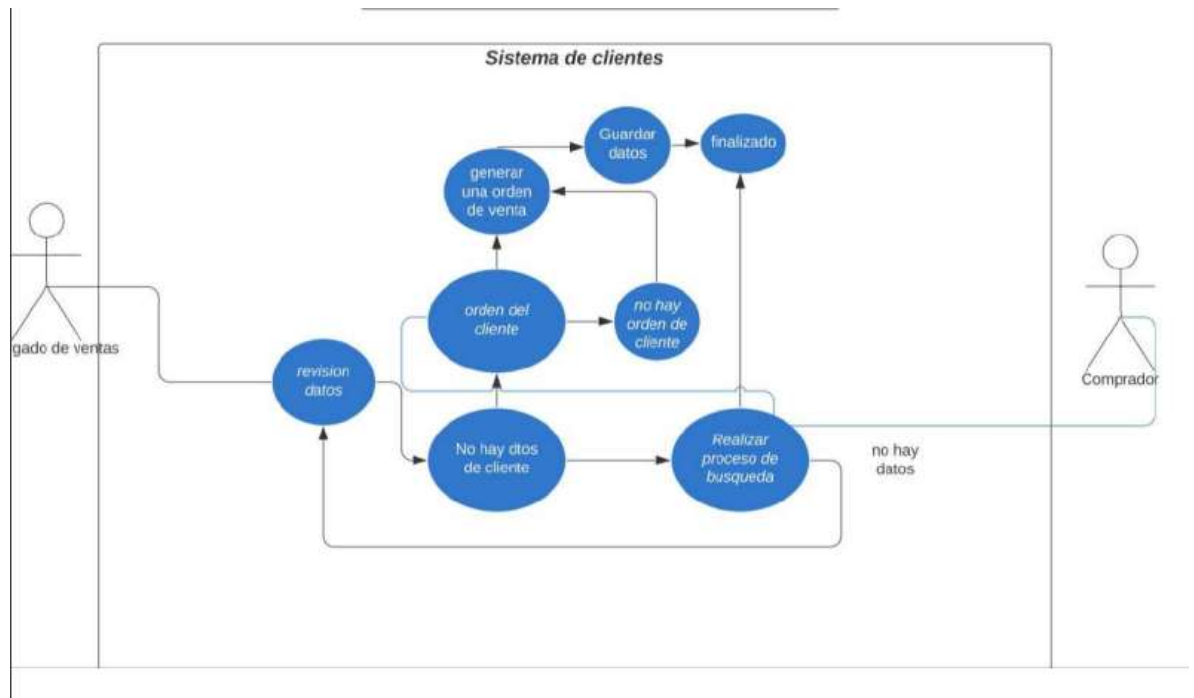 Sistema de clientes
Guardar
datos
finalizado
generar
una orden
de venta
orden del
cliente
no hay
orden de
cliente
gado de ventas
revision
datos
Comprador
No hay dtos
de cliente
Realizar
proceso de
busqueda
no hay
datos